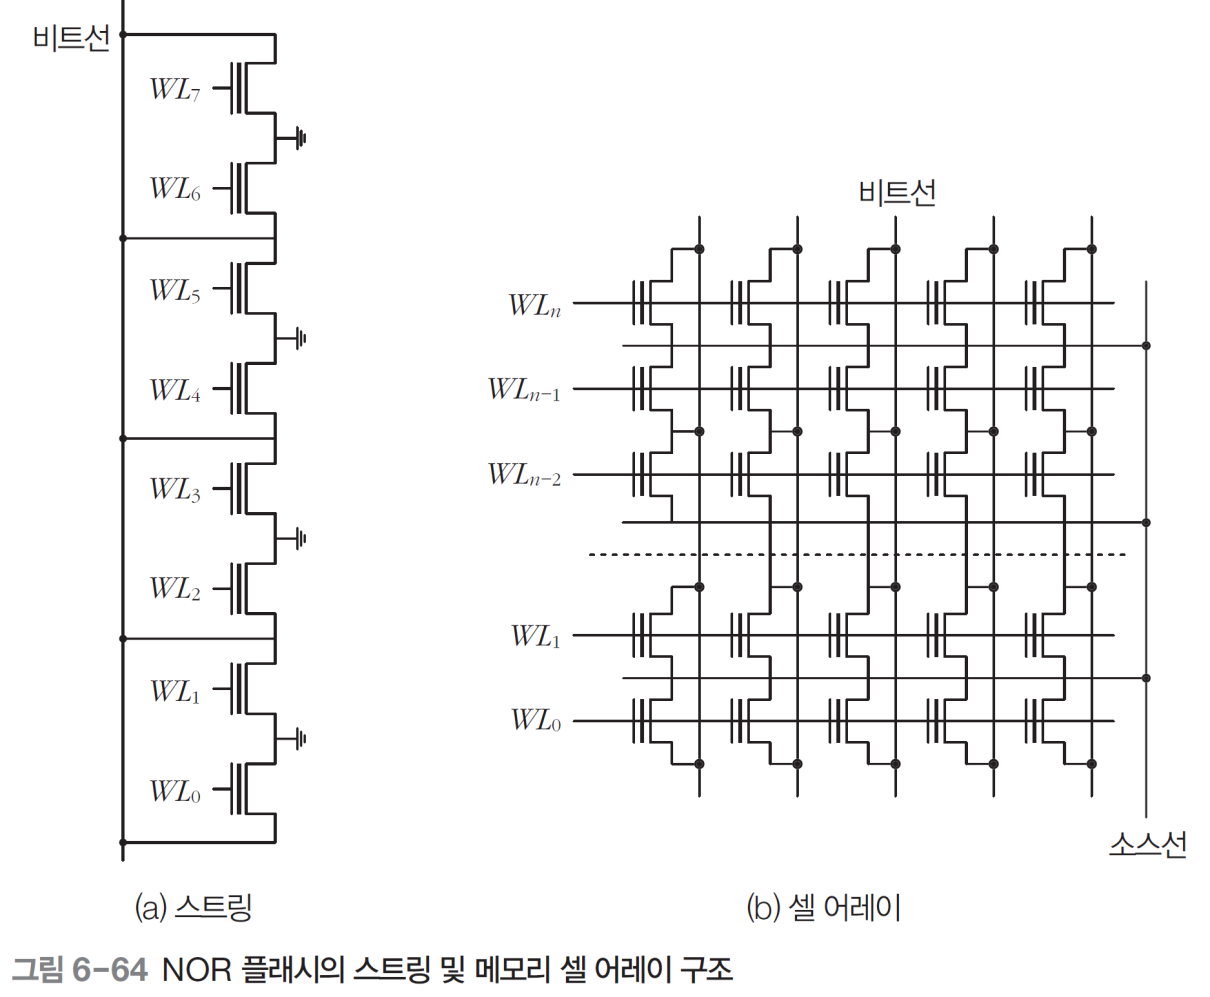 비트선
WL₇
WL₆
WL₅
WL₄
WL₃
WL₂
WL₁
WL₀
(a) 스트링
비트선
WLₙ
WLₙ₋₁
WLₙ₋₂
WL₁
WL₀
소스선
(b) 셀 어레이
그림 6-64 NOR 플래시의 스트링 및 메모리 셀 어레이 구조